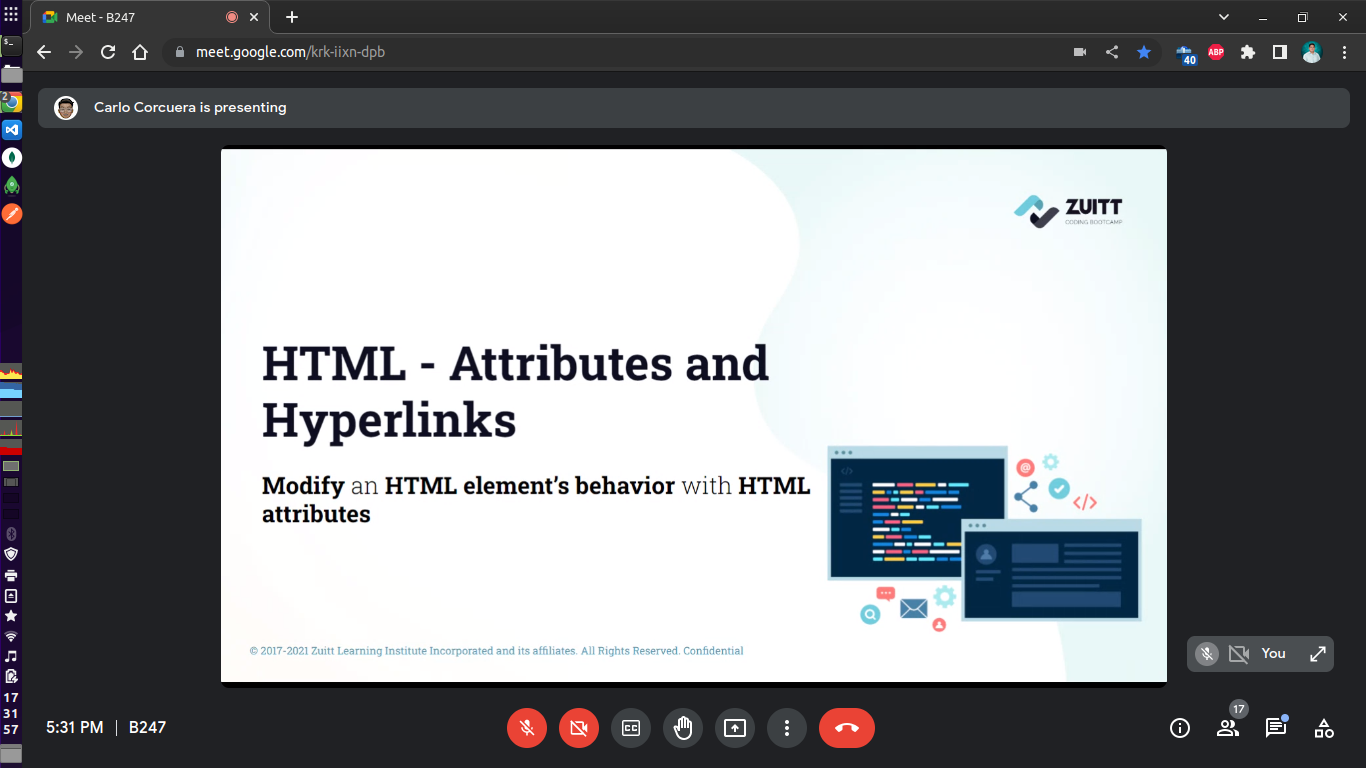 Meet - B247
meet.google.com/krk-iixn-dpb
40
ABP
2
Carlo Corcuera is presenting
ZUITT
CODING BOOTCAMP
HTML - Attributes and
Hyperlinks
Modify an HTML element's behavior with HTML
attributes
© 2017-2021 Zuitt Learning Institute Incorporated and its affiliates. All Rights Reserved. Confidential
You
17
31
57
5:31 PM | B247
CC
17